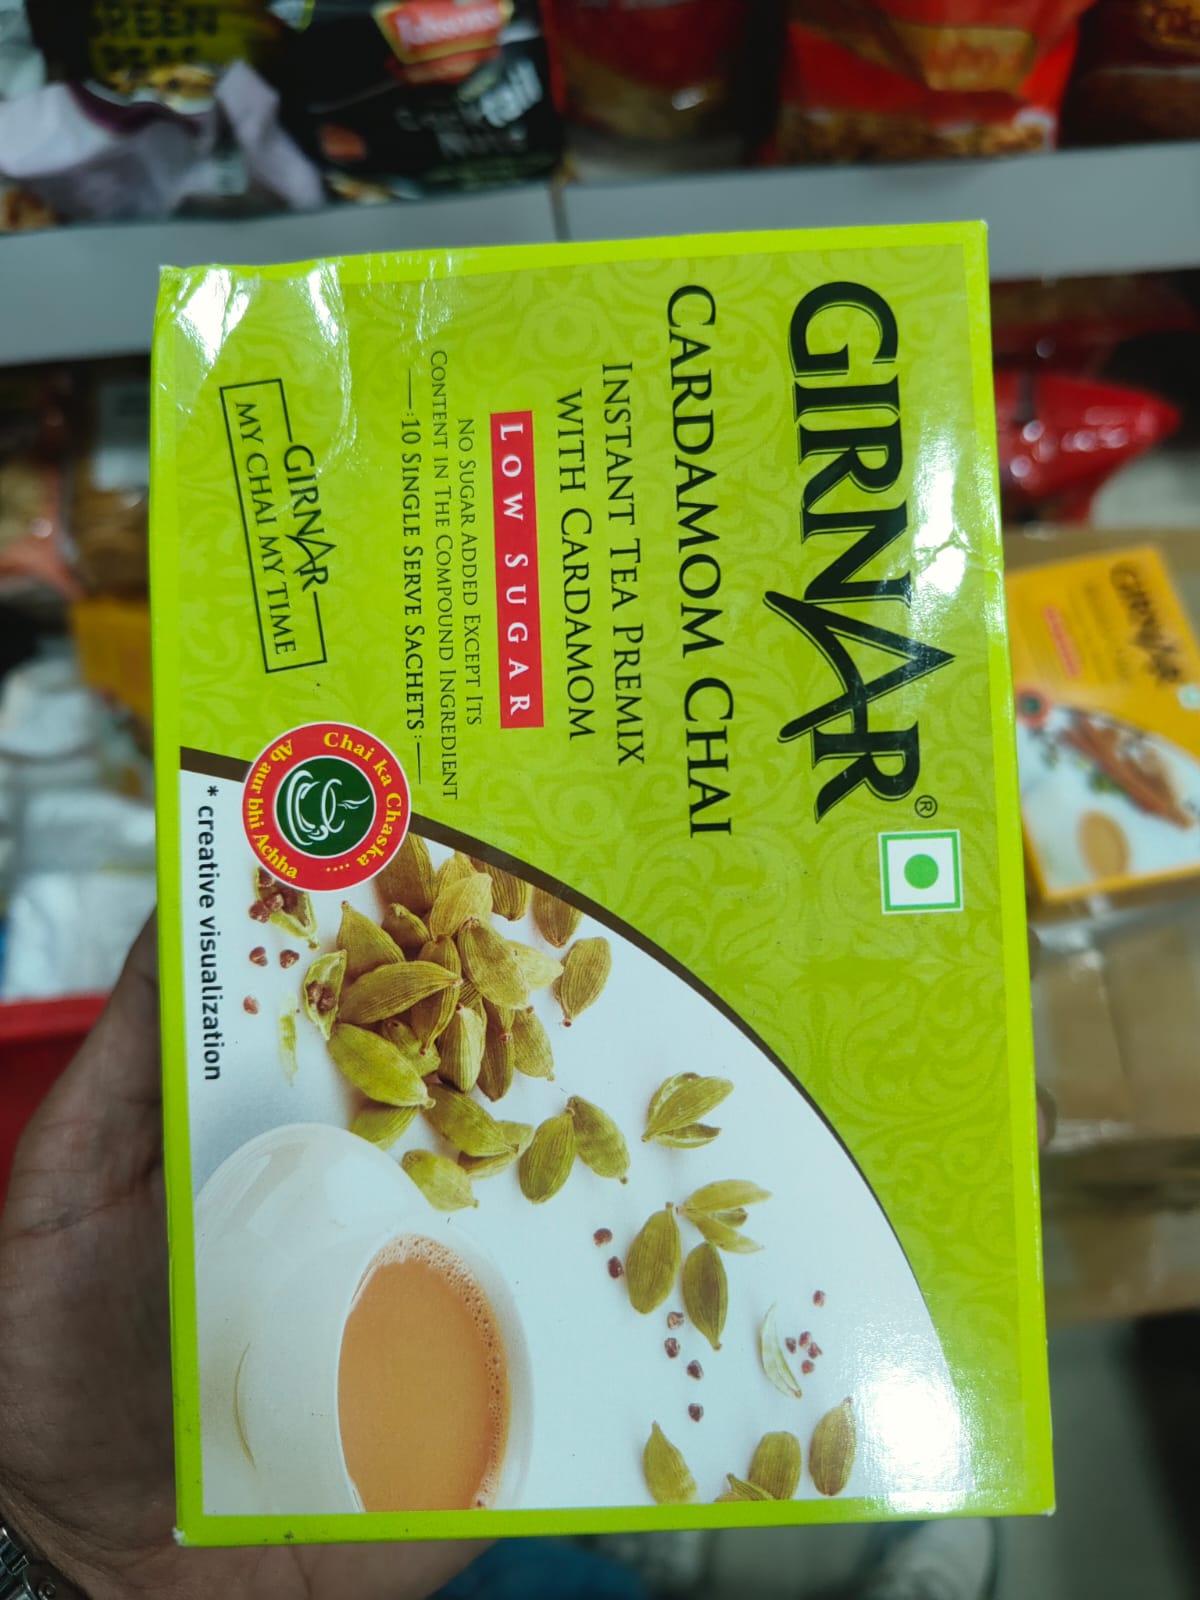 GIRNAR®
CARDAMOM CHAI
INSTANT TEA PREMIX
WITH CARDAMOM
LOW SUGAR
NO SUGAR ADDED EXCEPT ITS
CONTENT IN THE COMPOUND INGREDIENT
—:10 SINGLE SERVE SACHETS:—
GIRNAR
MY CHAI MY TIME
Chai ka Chaska ....
Ab aur bhi Achha
* creative visualization
GIRNAR